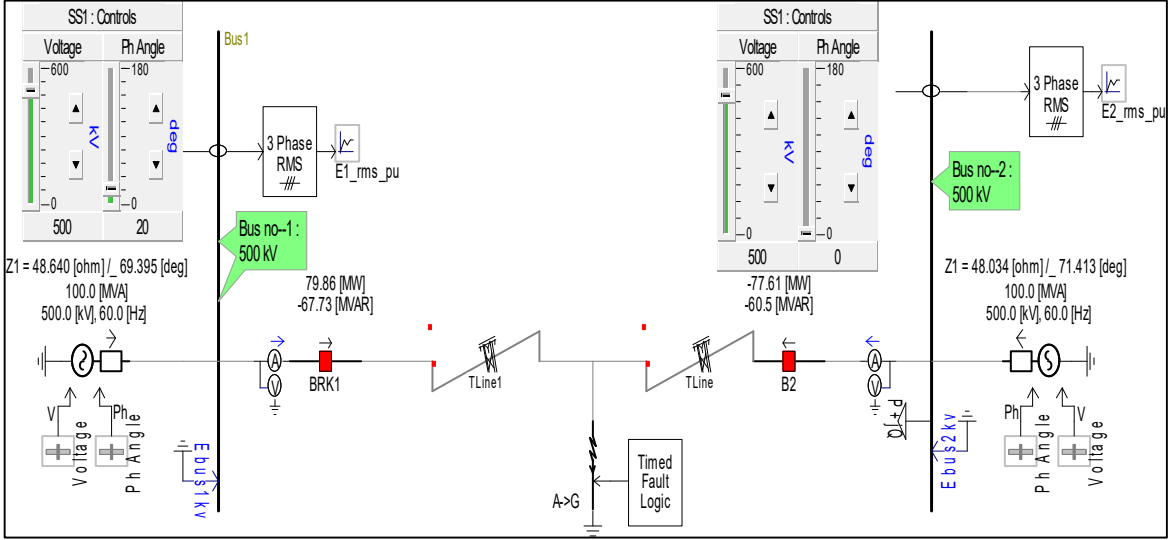 SS1 : Controls
Voltage
Ph Angle
600
180
kV
deg
0
0
500
20
Bus1
3 Phase
RMS
E1_rms_pu
Bus no--1 :
500 kV
Z1 = 48.640 [ohm] /_ 69.395 [deg]
100.0 [MVA]
500.0 [kV], 60.0 [Hz]
79.86 [MW]
-67.73 [MVAR]
A
V
BRK1
V
Ph
Voltage
Ph Angle
Ebus1kv
TLine1
A->G
Timed
Fault
Logic
TLine
SS1 : Controls
Voltage
Ph Angle
600
180
kV
deg
0
0
500
0
-77.61 [MW]
-60.5 [MVAR]
B2
A
V
P+jQ
3 Phase
RMS
E2_rms_pu
Bus no--2 :
500 kV
Z1 = 48.034 [ohm] /_ 71.413 [deg]
100.0 [MVA]
500.0 [kV], 60.0 [Hz]
Ebus2kv
Ph
V
Ph Angle
Voltage